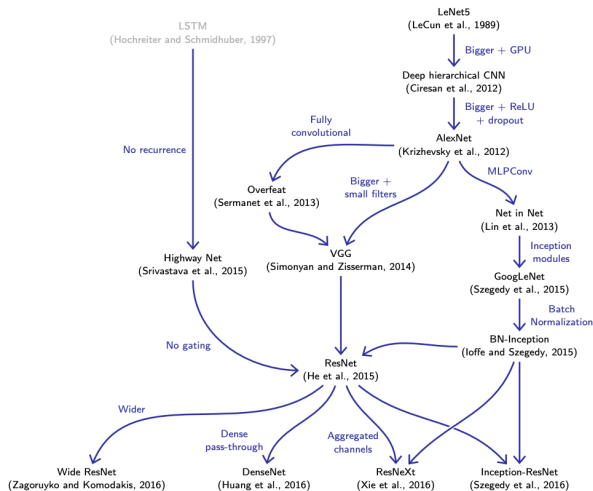 LeNet5
(LeCun et al., 1989)
LSTM
(Hochreiter and Schmidhuber, 1997)
Bigger + GPU
Deep hierarchical CNN
(Ciresan et al., 2012)
Bigger + ReLU
+ dropout
Fully
convolutional
AlexNet
(Krizhevsky et al., 2012)
No recurrence
MLPConv
Bigger +
small filters
Overfeat
(Sermanet et al., 2013)
Net in Net
(Lin et al., 2013)
Inception
modules
Highway Net
(Srivastava et al., 2015)
VGG
(Simonyan and Zisserman, 2014)
GoogLeNet
(Szegedy et al., 2015)
Batch
Normalization
No gating
BN-Inception
(Ioffe and Szegedy, 2015)
ResNet
(He et al., 2015)
Wider
Dense
pass-through
Aggregated
channels
Wide ResNet
(Zagoruyko and Komodakis, 2016)
DenseNet
(Huang et al., 2016)
ResNeXt
(Xie et al., 2016)
Inception-ResNet
(Szegedy et al., 2016)